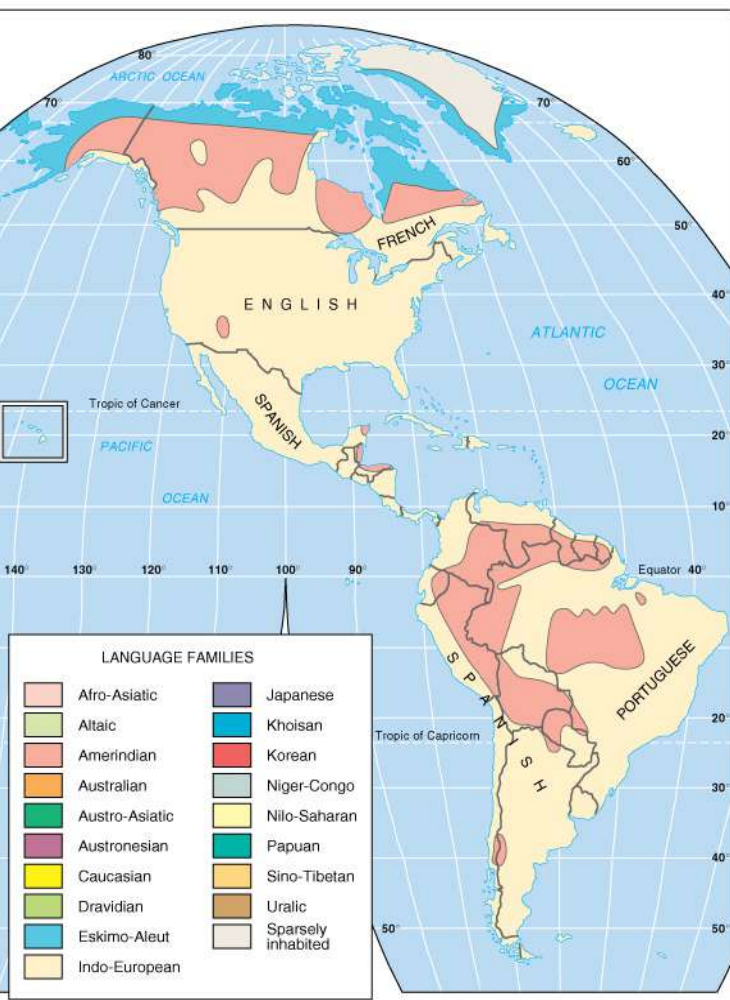 80°
ARCTIC OCEAN
70°
70°
60°
50°
FRENCH
ENGLISH
40°
ATLANTIC
OCEAN
30°
Tropic of Cancer
SPANISH
20°
PACIFIC
OCEAN
10°
140°
130°
120°
110°
100°
90°
Equator
40°
SPANISH
PORTUGUESE
20°
Tropic of Capricorn
30°
40°
50°
50°
LANGUAGE FAMILIES
Afro-Asiatic
Altaic
Amerindian
Australian
Austro-Asiatic
Austronesian
Caucasian
Dravidian
Eskimo-Aleut
Indo-European
Japanese
Khoisan
Korean
Niger-Congo
Nilo-Saharan
Papuan
Sino-Tibetan
Uralic
Sparsely
inhabited